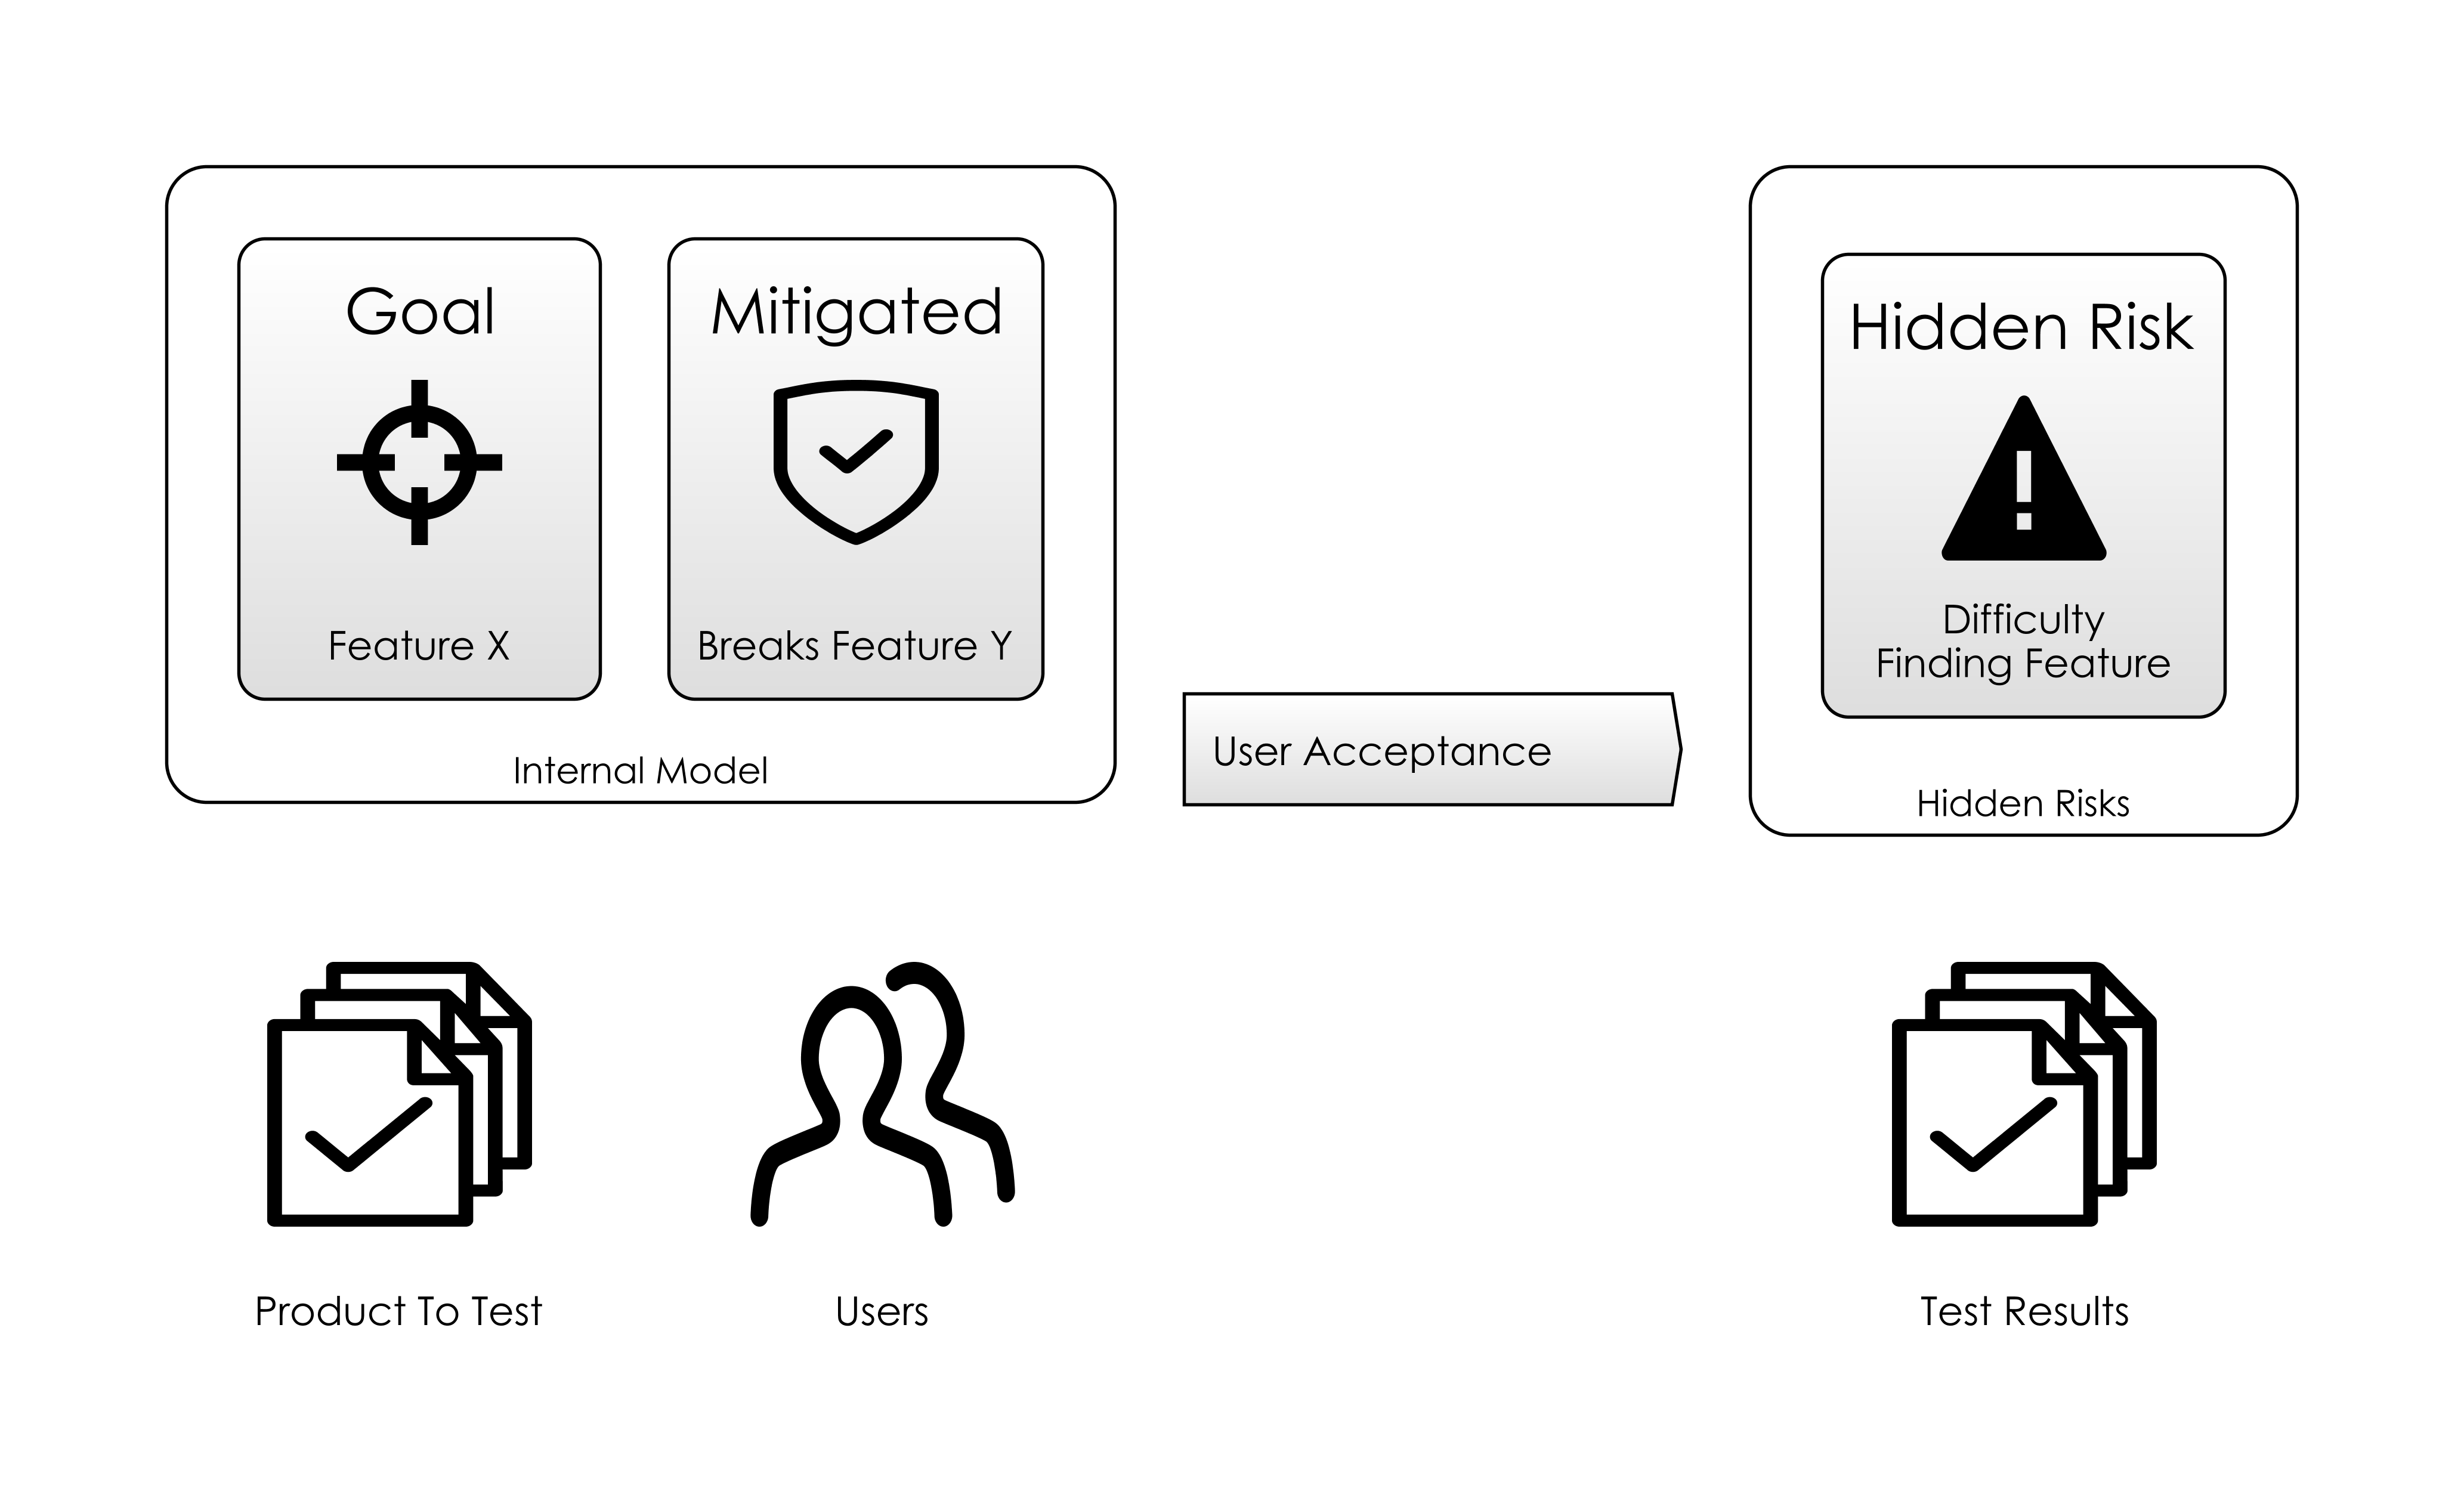 Goal
Feature X
Mitigated
Breaks Feature Y
Internal Model
User Acceptance
Hidden Risk
Difficulty
Finding Feature
Hidden Risks
Product To Test
Users
Test Results